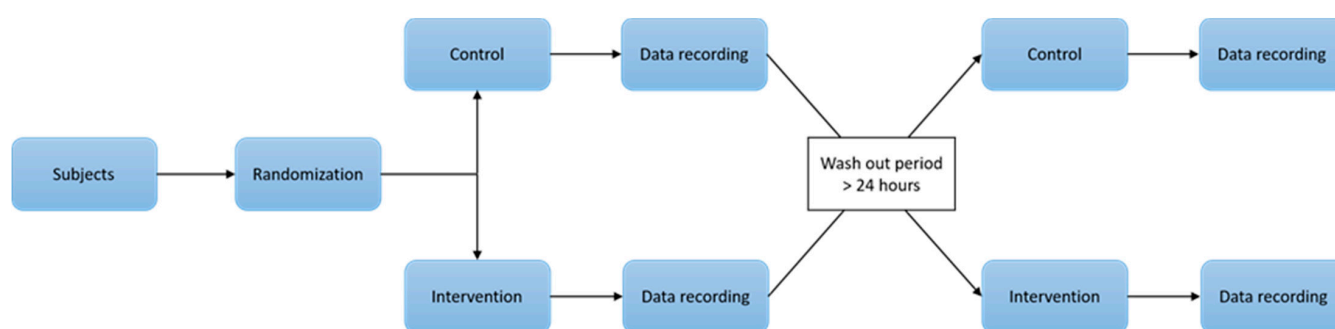 Control
Data recording
Control
Data recording
Subjects
Randomization
Wash out period
> 24 hours
Intervention
Data recording
Intervention
Data recording